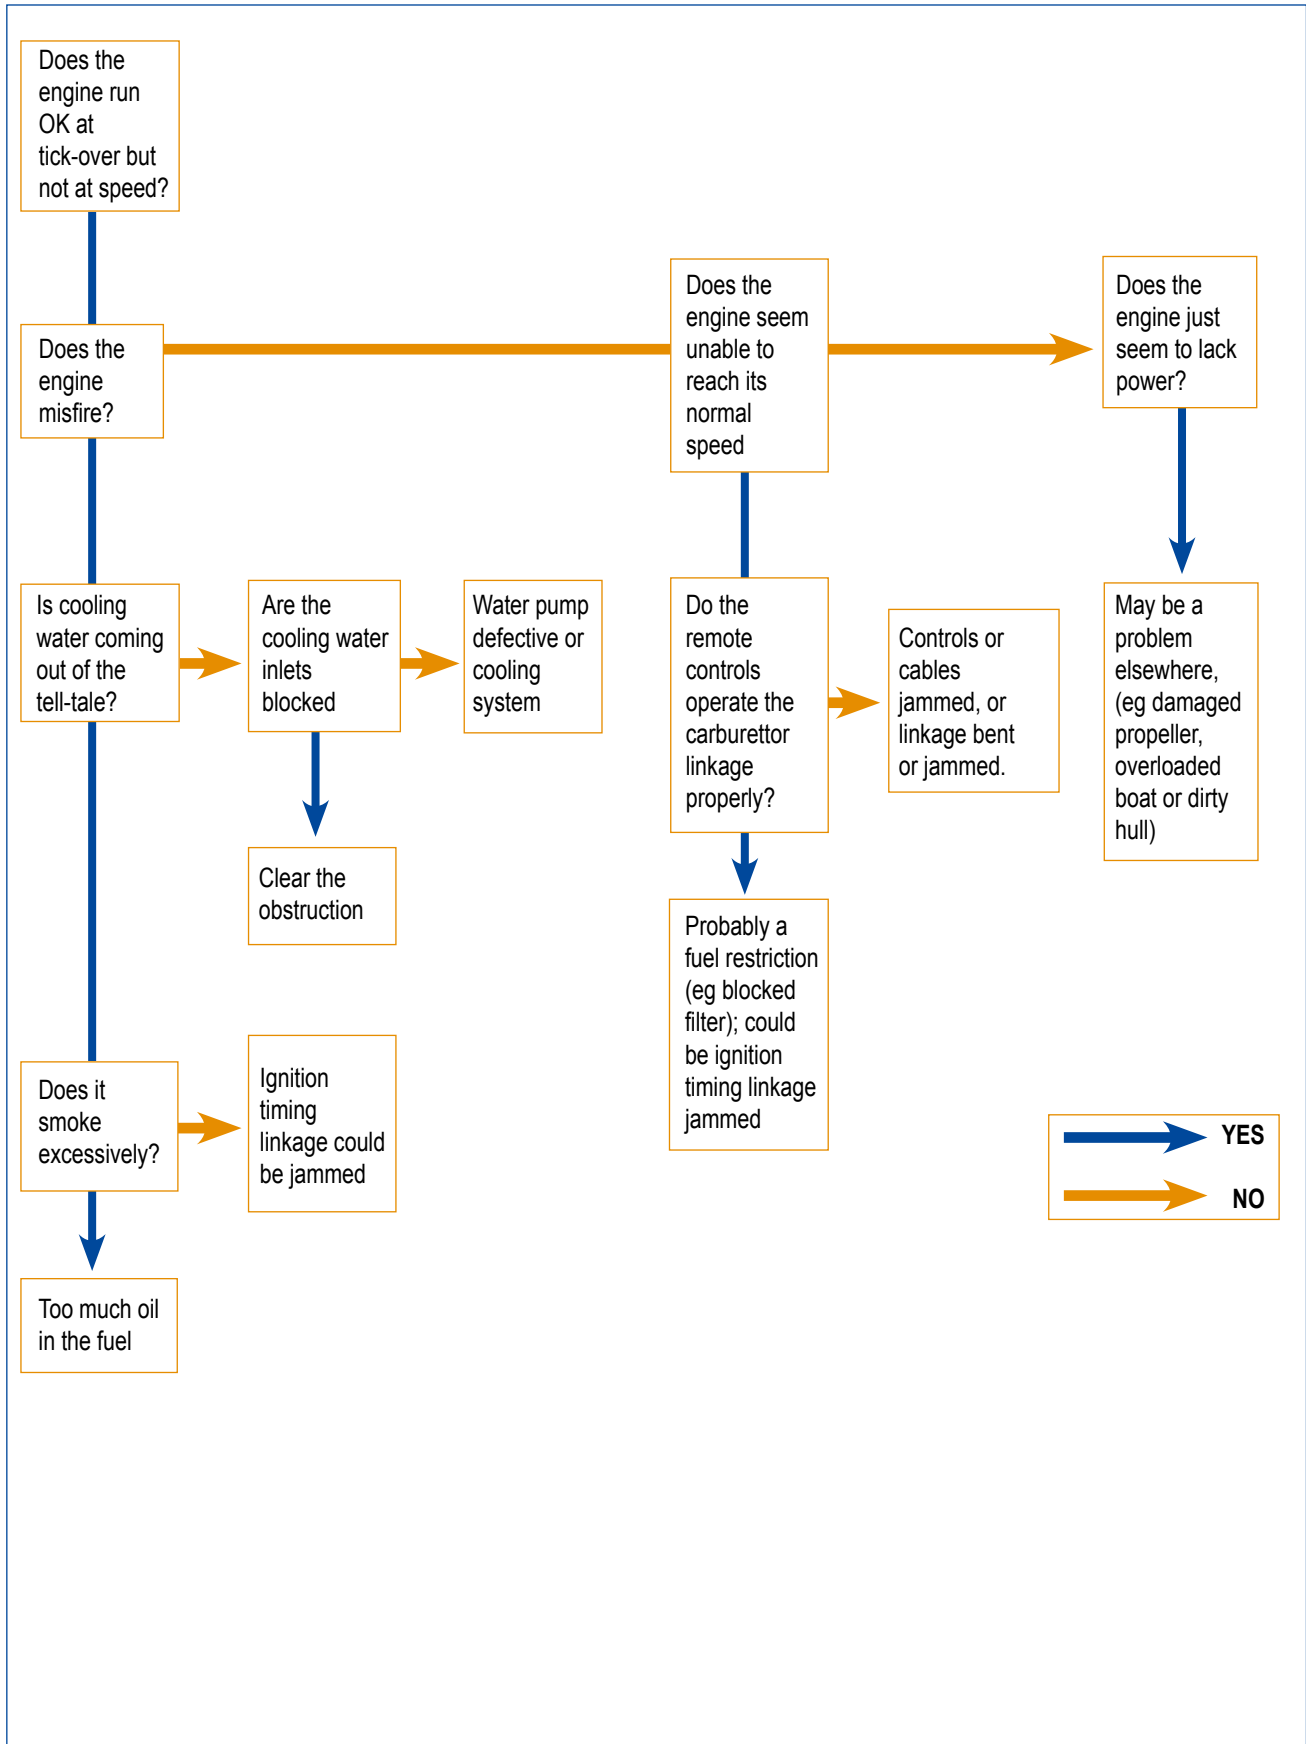 Does the
engine run
OK at
tick-over but
not at speed?
Does the
engine
misfire?
Does the
engine seem
unable to
reach its
normal
speed
Does the
engine just
seem to lack
power?
Is cooling
water coming
out of the
tell-tale?
Are the
cooling water
inlets
blocked
Water pump
defective or
cooling
system
Do the
remote
controls
operate the
carburettor
linkage
properly?
Controls or
cables
jammed, or
linkage bent
or jammed.
May be a
problem
elsewhere,
(eg damaged
propeller,
overloaded
boat or dirty
hull)
Clear the
obstruction
Probably a
fuel restriction
(eg blocked
filter); could
be ignition
timing linkage
jammed
Does it
smoke
excessively?
Ignition
timing
linkage could
be jammed
YES
NO
Too much oil
in the fuel